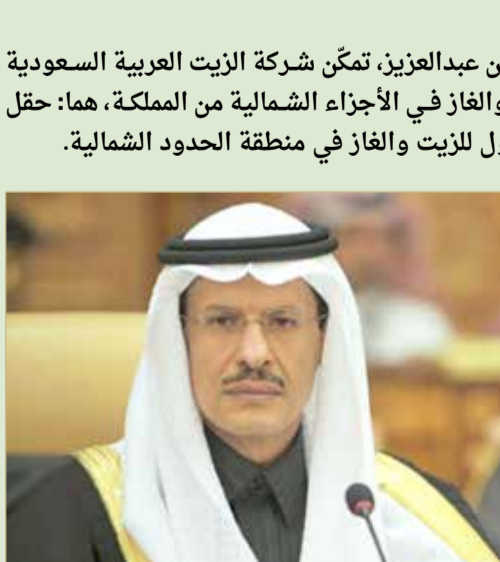 ن عبدالعزيز، تمكّن شركة الزيت العربية السعودية
والغاز في الأجزاء الشمالية من المملكة، هما: حقل
ول للزيت والغاز في منطقة الحدود الشمالية.